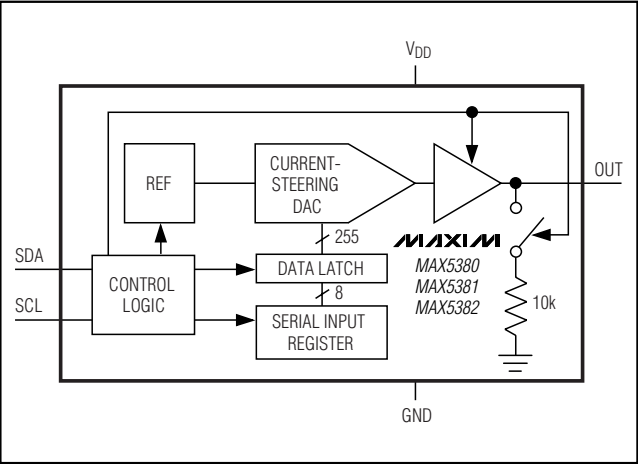 VDD
CURRENT-
STEERING
DAC
REF
OUT
255
MAXIM
SDA
DATA LATCH
MAX5380
CONTROL
LOGIC
8
MAX5381
SCL
SERIAL INPUT
REGISTER
MAX5382
10k
GND